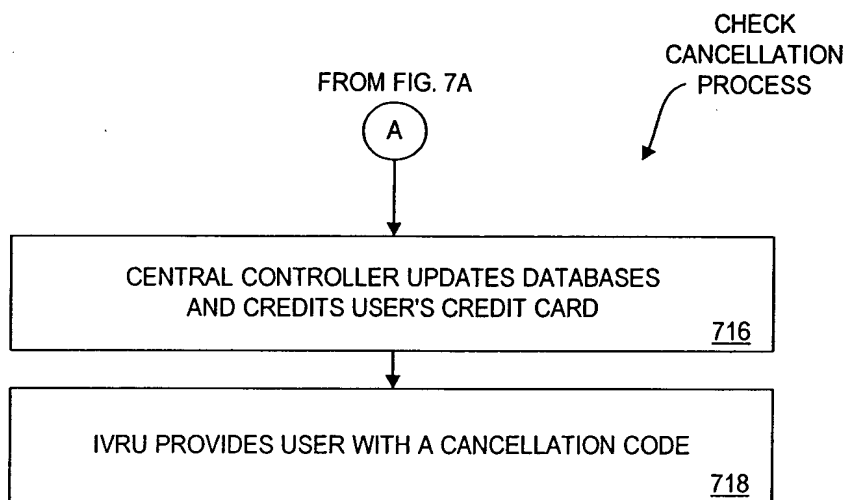 CHECK
CANCELLATION
PROCESS
FROM FIG. 7A
A
CENTRAL CONTROLLER UPDATES DATABASES
AND CREDITS USER'S CREDIT CARD
716
IVRU PROVIDES USER WITH A CANCELLATION CODE
718